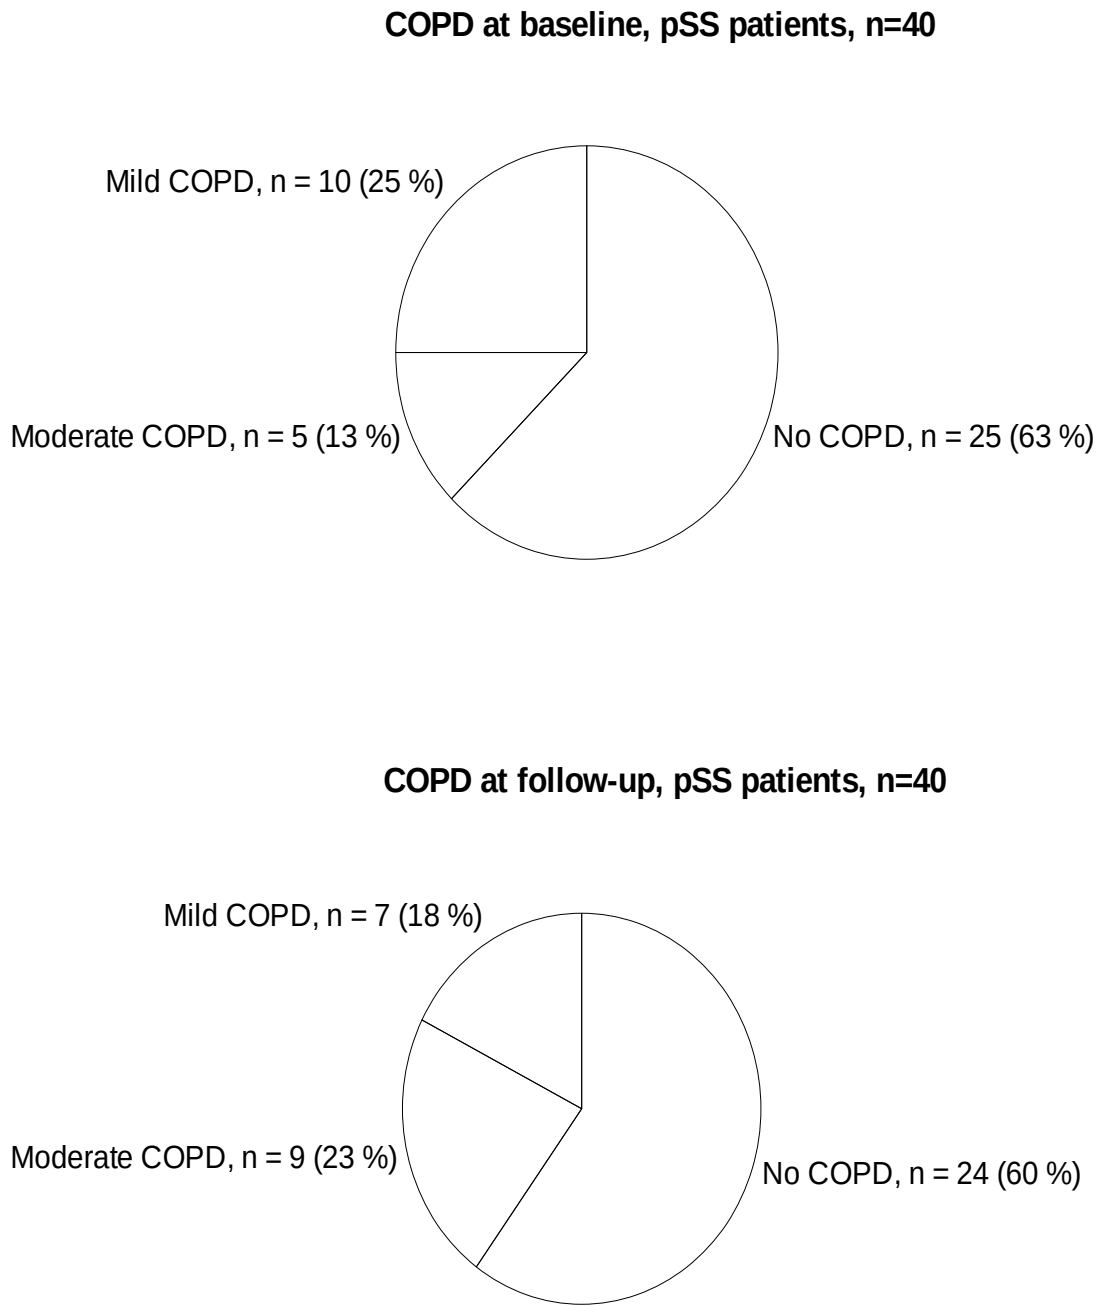 COPD at baseline, pSS patients, n=40
Mild COPD, n = 10 (25 %)
Moderate COPD, n = 5 (13 %)
No COPD, n = 25 (63 %)
COPD at follow-up, pSS patients, n=40
Mild COPD, n = 7 (18 %)
Moderate COPD, n = 9 (23 %)
No COPD, n = 24 (60 %)